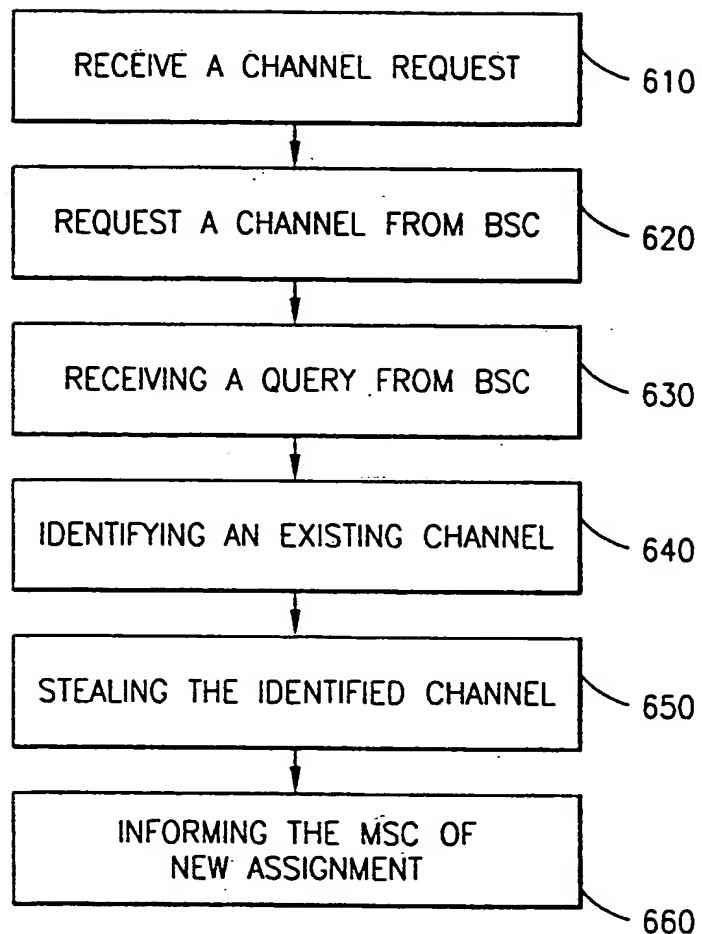 RECEIVE A CHANNEL REQUEST
610
REQUEST A CHANNEL FROM BSC
620
RECEIVING A QUERY FROM BSC
630
IDENTIFYING AN EXISTING CHANNEL
640
STEALING THE IDENTIFIED CHANNEL
650
INFORMING THE MSC OF
NEW ASSIGNMENT
660